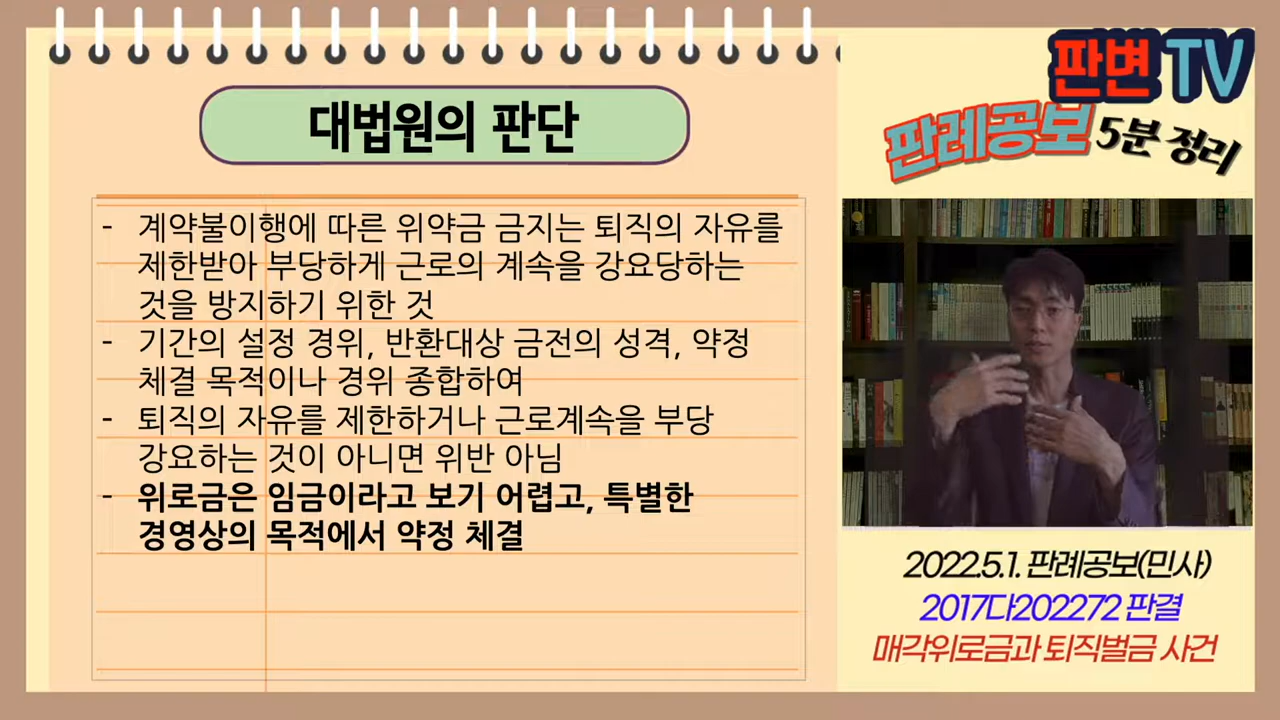 대법원의 판단
- 계약불이행에 따른 위약금 금지는 퇴직의 자유를
제한받아 부당하게 근로의 계속을 강요당하는
것을 방지하기 위한 것
- 기간의 설정 경위, 반환대상 금전의 성격, 약정
체결 목적이나 경위 종합하여
- 퇴직의 자유를 제한하거나 근로계속을 부당
강요하는 것이 아니면 위반 아님
- 위로금은 임금이라고 보기 어렵고, 특별한
경영상의 목적에서 약정 체결
판변 TV
판례공보 5분 정리
2022.5.1. 판례공보(민사)
2017다202272 판결
매각위로금과 퇴직벌금 사건